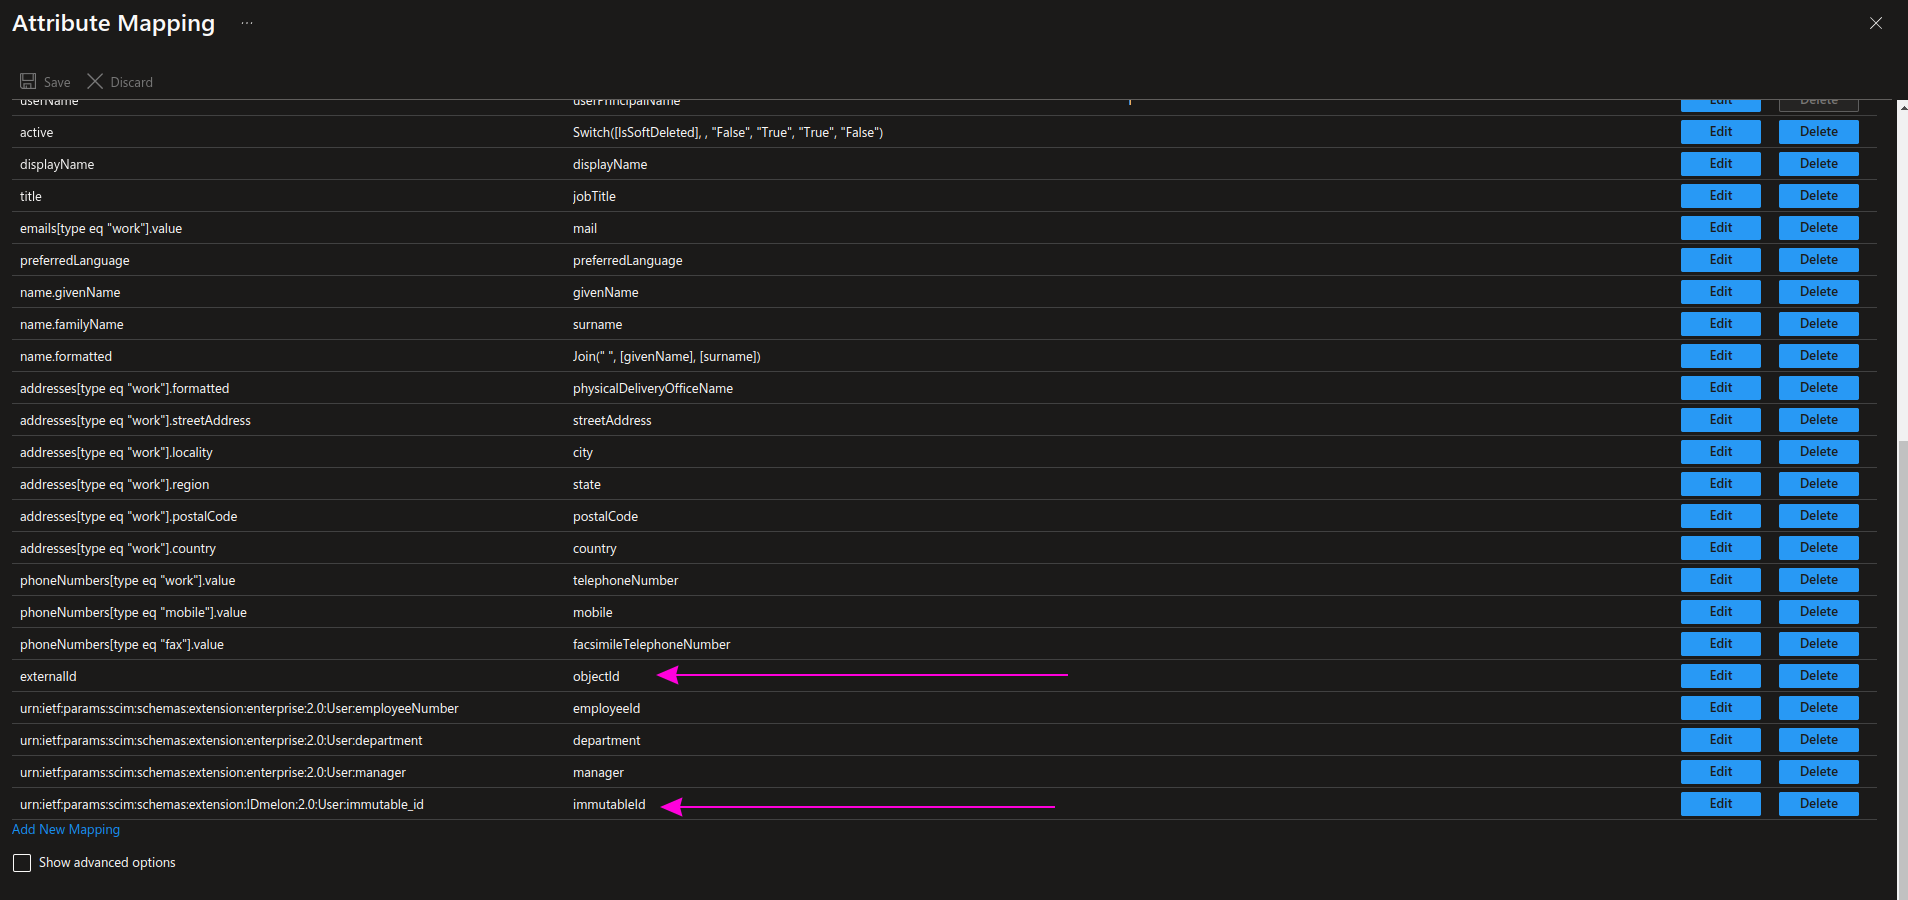 Attribute Mapping ...
Save Discard
userName userPrincipalName 1 Edit Delete
active Switch([IsSoftDeleted], , "False", "True", "True", "False") Edit Delete
displayName displayName Edit Delete
title jobTitle Edit Delete
emails[type eq "work"].value mail Edit Delete
preferredLanguage preferredLanguage Edit Delete
name.givenName givenName Edit Delete
name.familyName surname Edit Delete
name.formatted Join(" ", [givenName], [surname]) Edit Delete
addresses[type eq "work"].formatted physicalDeliveryOfficeName Edit Delete
addresses[type eq "work"].streetAddress streetAddress Edit Delete
addresses[type eq "work"].locality city Edit Delete
addresses[type eq "work"].region state Edit Delete
addresses[type eq "work"].postalCode postalCode Edit Delete
addresses[type eq "work"].country country Edit Delete
phoneNumbers[type eq "work"].value telephoneNumber Edit Delete
phoneNumbers[type eq "mobile"].value mobile Edit Delete
phoneNumbers[type eq "fax"].value facsimileTelephoneNumber Edit Delete
externalId objectId Edit Delete
urn:ietf:params:scim:schemas:extension:enterprise:2.0:User:employeeNumber employeeId Edit Delete
urn:ietf:params:scim:schemas:extension:enterprise:2.0:User:department department Edit Delete
urn:ietf:params:scim:schemas:extension:enterprise:2.0:User:manager manager Edit Delete
urn:ietf:params:scim:schemas:extension:IDmelon:2.0:User:immutable_id immutableId Edit Delete
Add New Mapping
Show advanced options